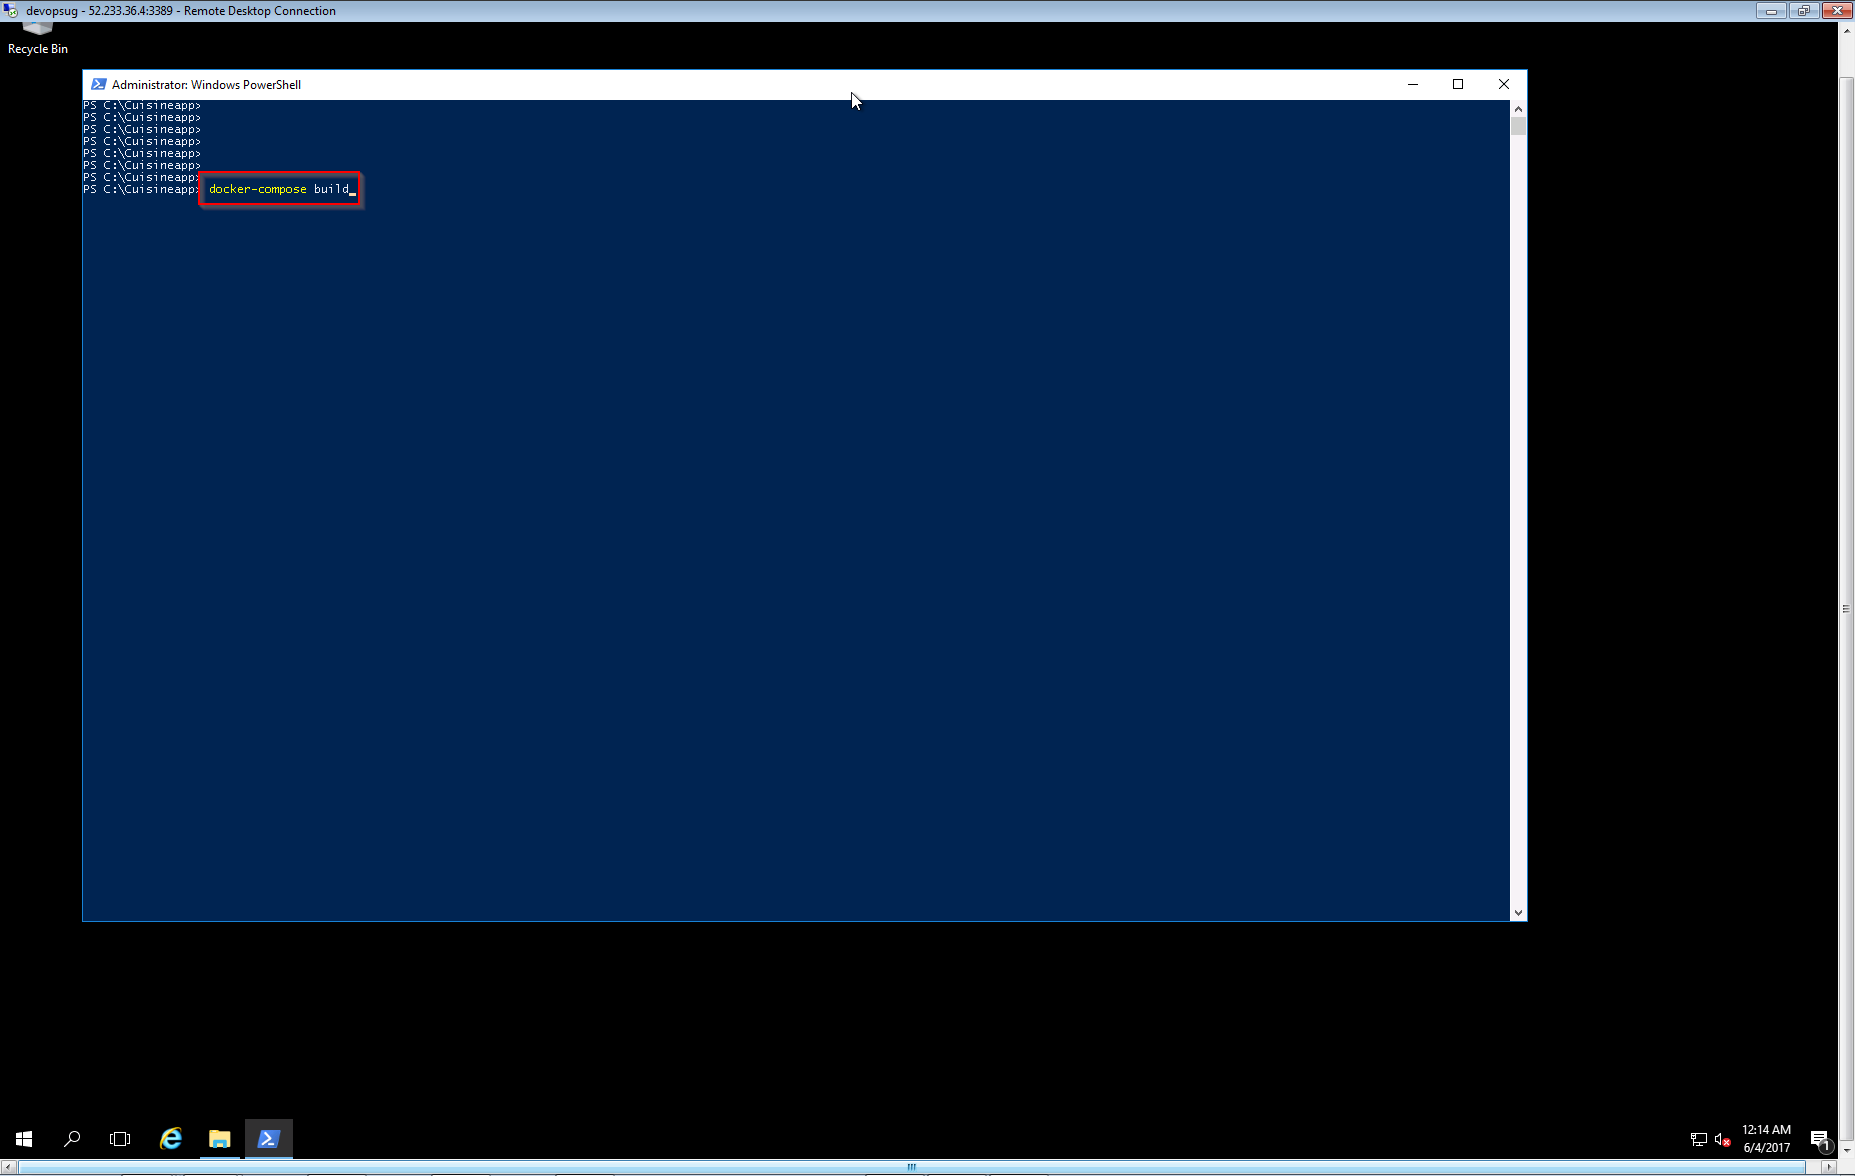 devopsug - 52.233.36.4:3389 - Remote Desktop Connection
Recycle Bin
Administrator: Windows PowerShell
PS C:\Cuisineapp>
PS C:\Cuisineapp>
PS C:\Cuisineapp>
PS C:\Cuisineapp>
PS C:\Cuisineapp>
PS C:\Cuisineapp>
PS C:\Cuisineapp>
PS C:\Cuisineapp> docker-compose build
12:14 AM
6/4/2017
1